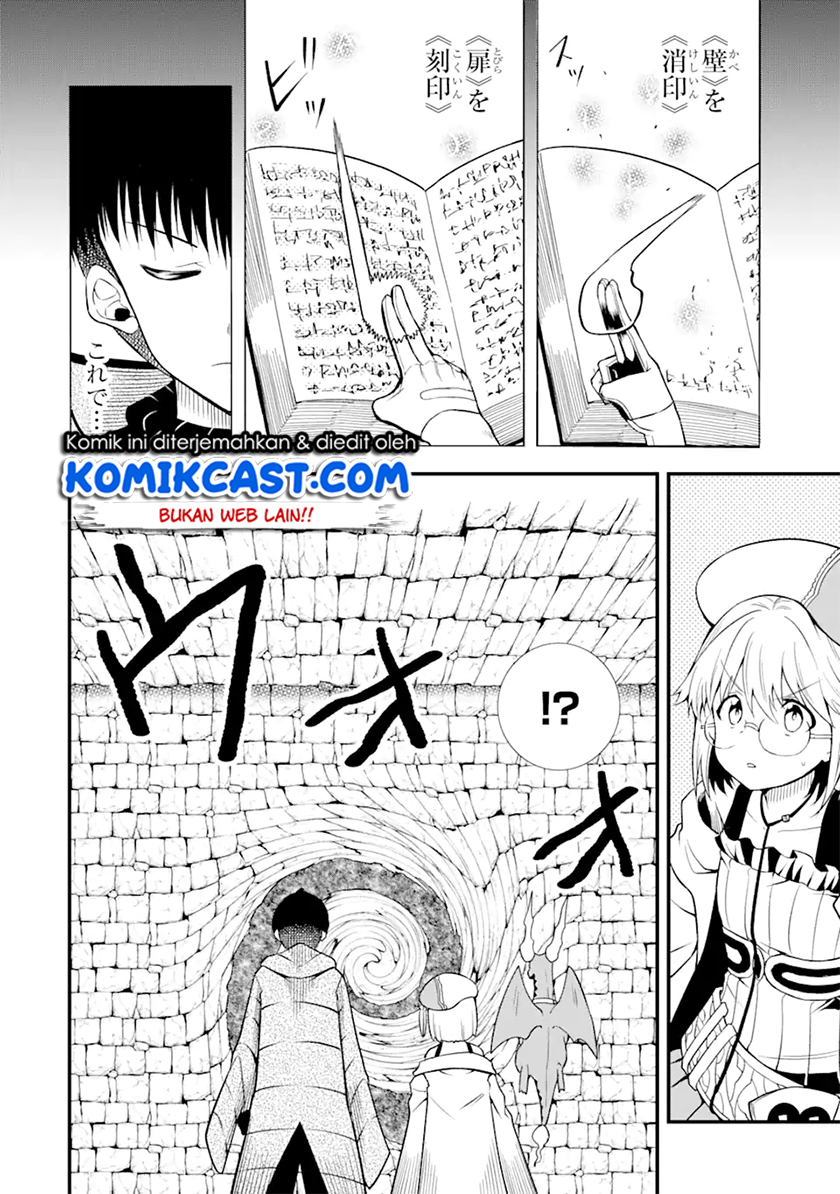 《壁》を
《消印》
スッ
《扉》を
《刻印》
ビッ
これで…
Komik ini diterjemahkan & diedit oleh
KOMIKCAST.COM
BUKAN WEB LAIN!!
!?
ヴォオ